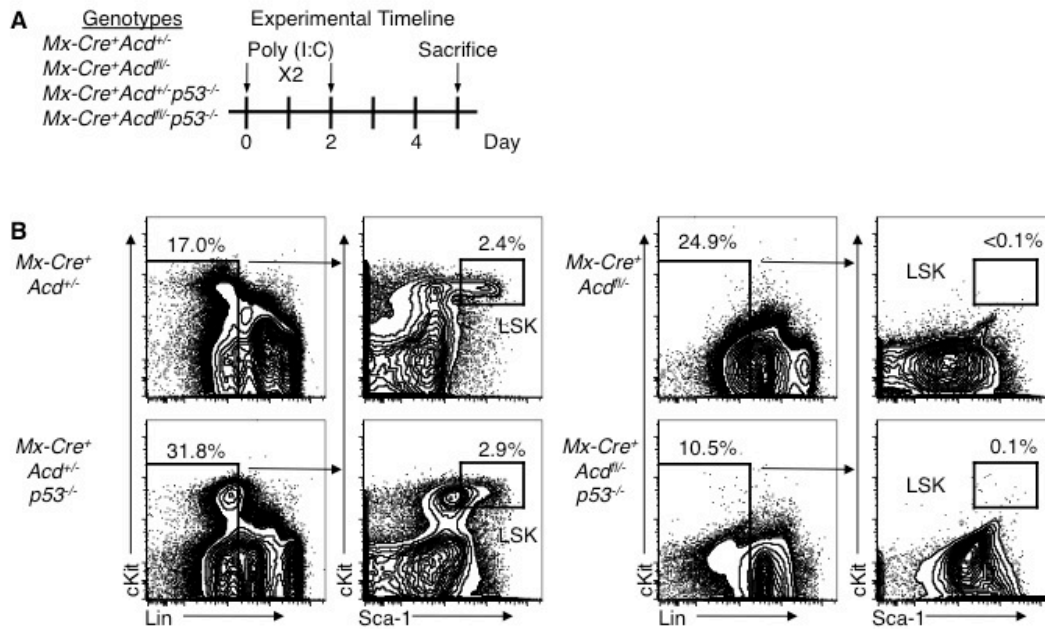 A
Genotypes
Mx-Cre+Acd+/-
Mx-Cre+Acdfl/-
Mx-Cre+Acd+/-p53-/-
Mx-Cre+Acdfl/-p53-/-
Experimental Timeline
Poly (I:C)
X2
Sacrifice
0 2 4 Day
B
Mx-Cre+
Acd+/-
17.0%
2.4%
LSK
Mx-Cre+
Acdfl/-
24.9%
<0.1%
LSK
Mx-Cre+
Acd+/-
p53-/-
31.8%
2.9%
LSK
cKit
Lin
cKit
Sca-1
Mx-Cre+
Acdfl/-
p53-/-
10.5%
0.1%
LSK
cKit
Lin
cKit
Sca-1